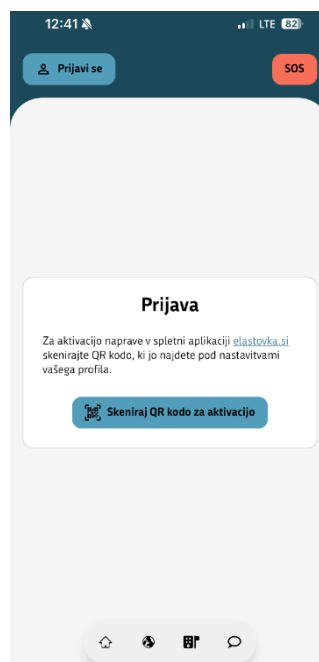 12:41
LTE 82
Prijavi se
SOS
Prijava
Za aktivacijo naprave v spletni aplikaciji elastovka.si
skenirajte QR kodo, ki jo najdete pod nastavitvami
vašega profila.
Skeniraj QR kodo za aktivacijo